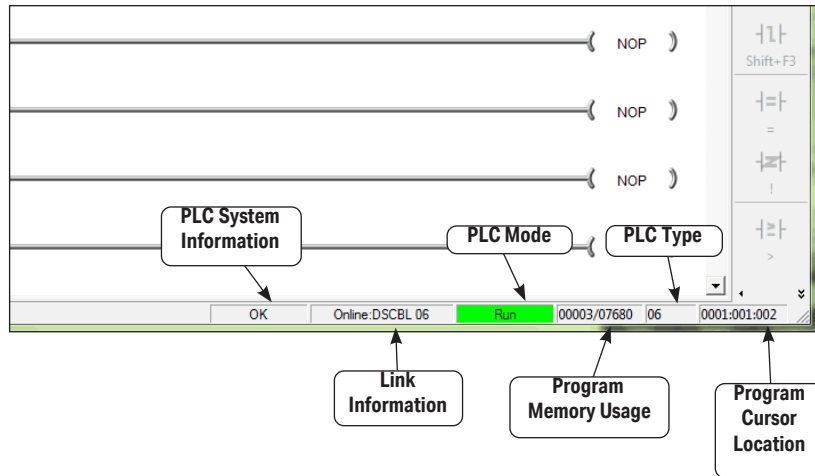 NOP
Shift+F3
NOP
=
NOP
!
PLC System
Information
PLC Mode
PLC Type
>
OK
Online:DSCBL 06
Run
00003/07680
06
0001:001:002
Link
Information
Program
Memory Usage
Program
Cursor
Location